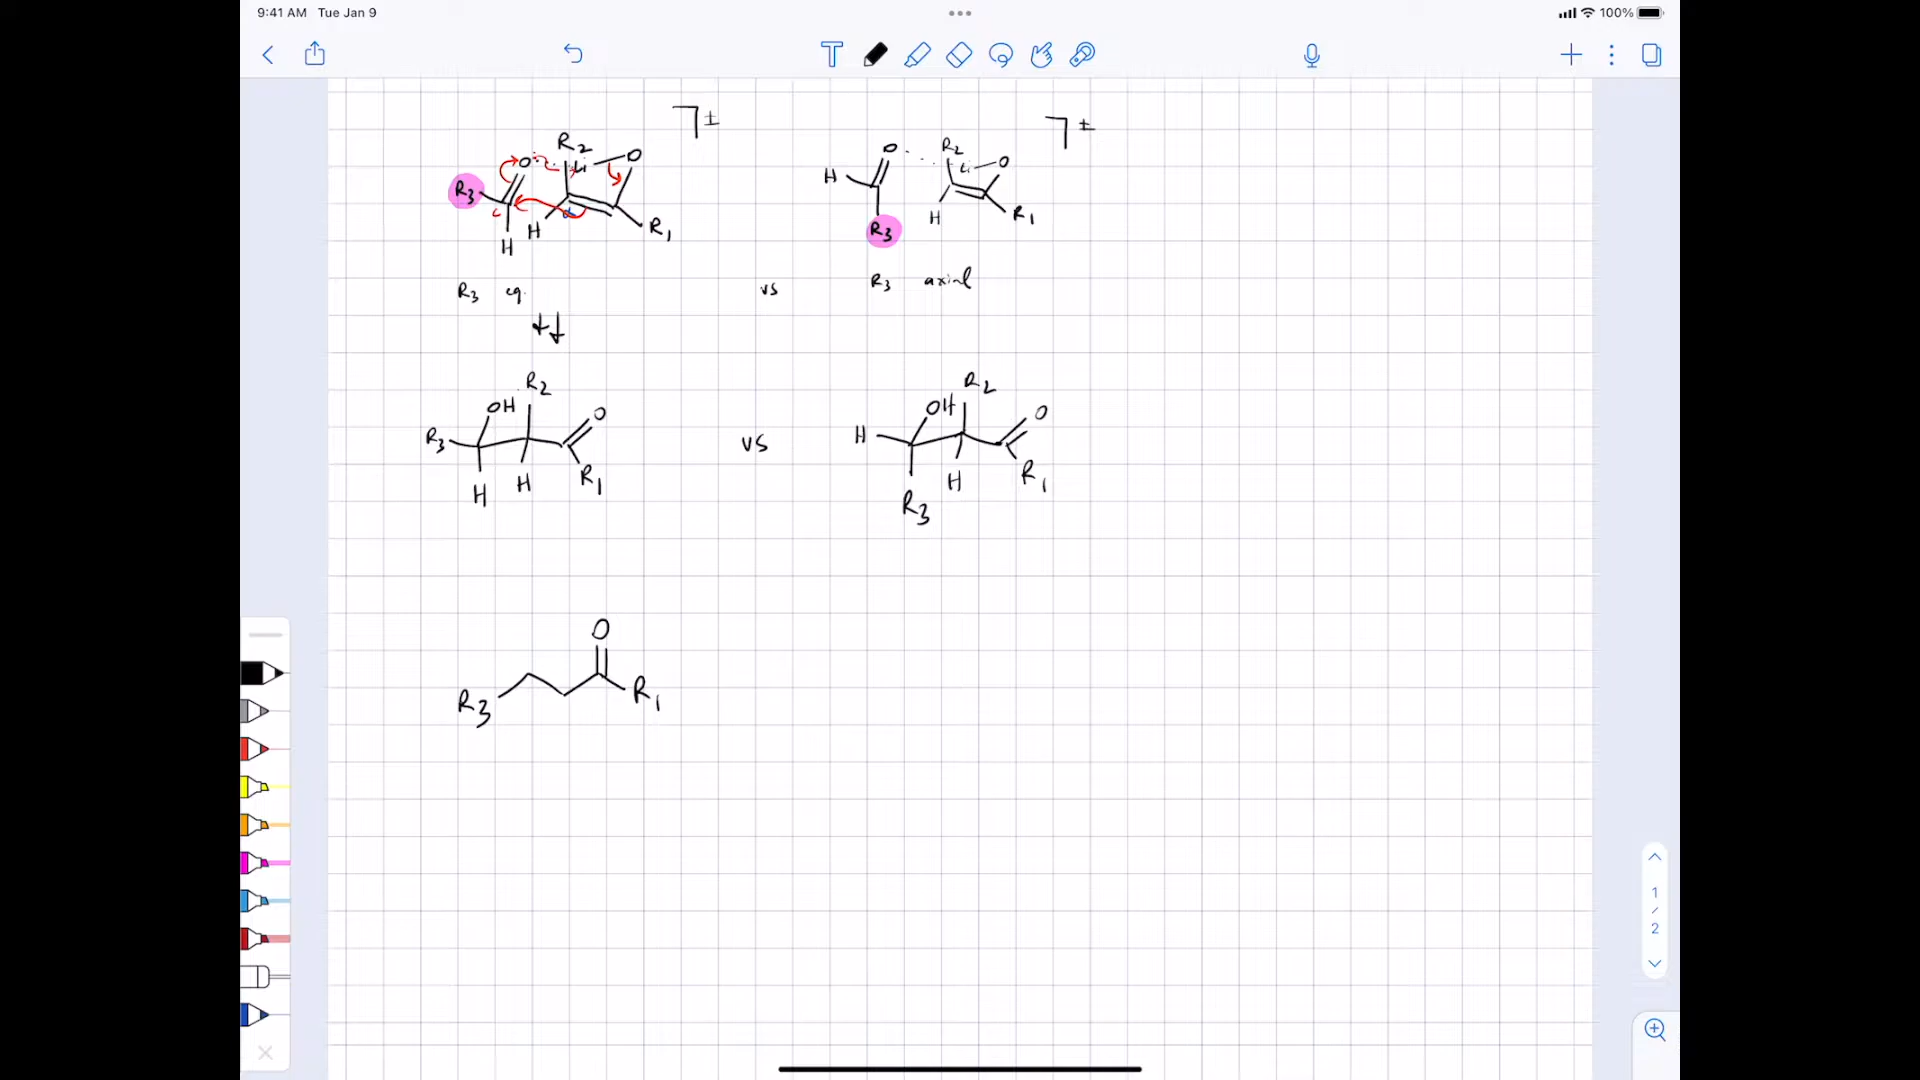 9:41 AM Tue Jan 9
100%
R2 ⌉±
O Li O
R3
H H R1
R2 ⌉±
O Li O
H
R3 H R1
R3 eq. vs R3 axial
R2
OH O
R3
H H R1
vs
R2
OH O
H
H R1
R3
O
R3 R1
1
/
2